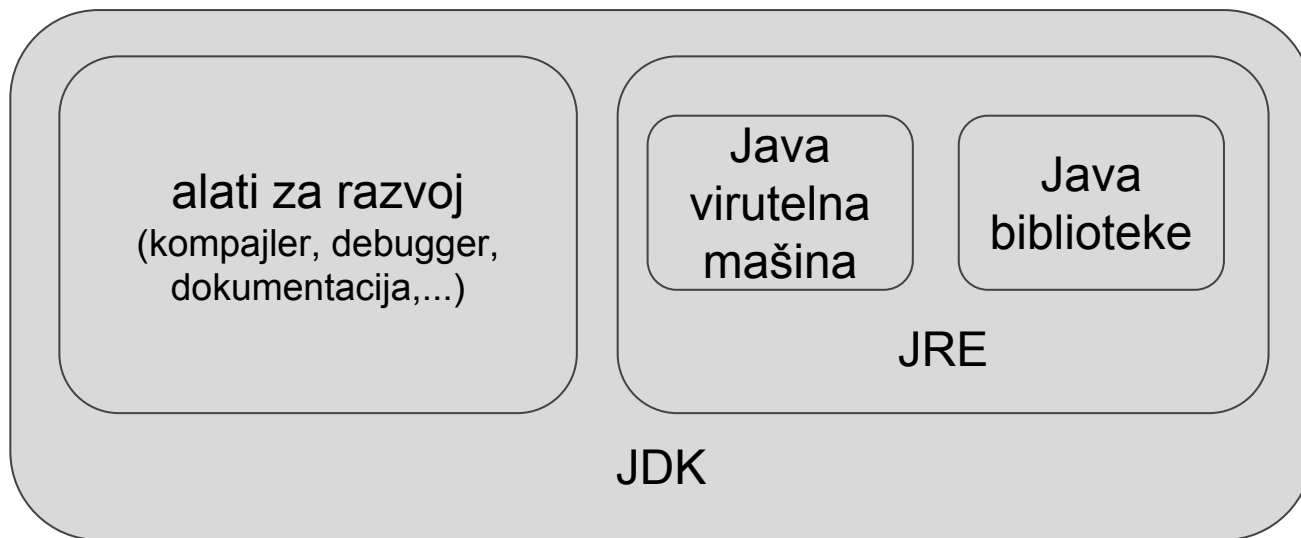 alati za razvoj
(kompajler, debugger,
dokumentacija,...)
Java
virutelna
mašina
Java
biblioteke
JRE
JDK